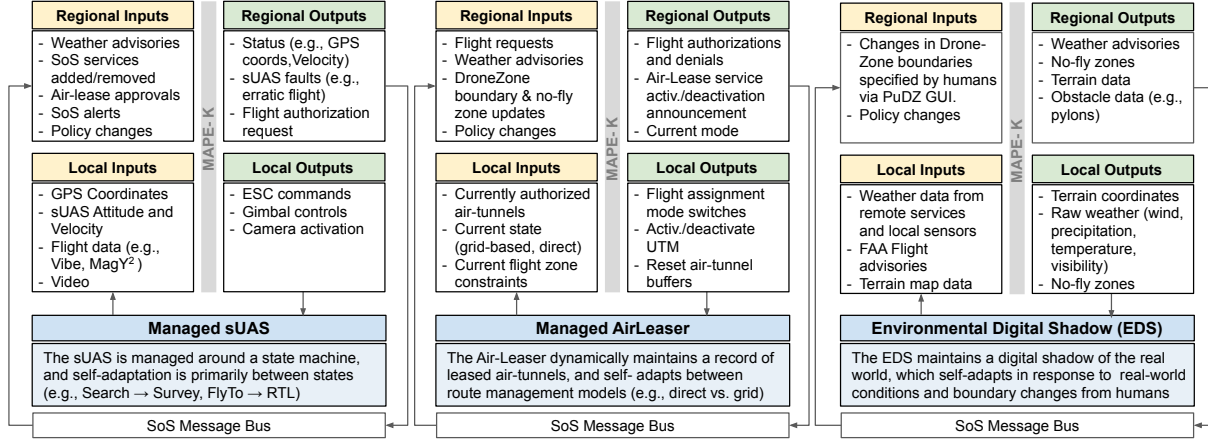 Regional Inputs
- Weather advisories
- SoS services
added/removed
- Air-lease approvals
- SoS alerts
- Policy changes
Regional Outputs
- Status (e.g., GPS
coords,Velocity)
- sUAS faults (e.g.,
erratic flight)
- Flight authorization
request
MAPE- K
Local Inputs
- GPS Coordinates
- sUAS Attitude and
Velocity
- Flight data (e.g.,
Vibe, MagY²)
- Video
Local Outputs
- ESC commands
- Gimbal controls
- Camera activation
Managed sUAS
The sUAS is managed around a state machine,
and self-adaptation is primarily between states
(e.g., Search → Survey, FlyTo → RTL)
SoS Message Bus
Regional Inputs
- Flight requests
- Weather advisories
- DroneZone
boundary & no-fly
zone updates
- Policy changes
Regional Outputs
- Flight authorizations
and denials
- Air-Lease service
activ./deactivation
announcement
- Current mode
MAPE- K
Local Inputs
- Currently authorized
air-tunnels
- Current state
(grid-based, direct)
- Current flight zone
constraints
Local Outputs
- Flight assignment
mode switches
- Activ./deactivate
UTM
- Reset air-tunnel
buffers
Managed AirLeaser
The Air-Leaser dynamically maintains a record of
leased air-tunnels, and self- adapts between
route management models (e.g., direct vs. grid)
SoS Message Bus
Regional Inputs
- Changes in Drone-
Zone boundaries
specified by humans
via PuDZ GUI.
- Policy changes
Regional Outputs
- Weather advisories
- No-fly zones
- Terrain data
- Obstacle data (e.g.,
pylons)
MAPE- K
Local Inputs
- Weather data from
remote services
and local sensors
- FAA Flight
advisories
- Terrain map data
Local Outputs
- Terrain coordinates
- Raw weather (wind,
precipitation,
temperature,
visibility)
- No-fly zones
Environmental Digital Shadow (EDS)
The EDS maintains a digital shadow of the real
world, which self-adapts in response to real-world
conditions and boundary changes from humans
SoS Message Bus